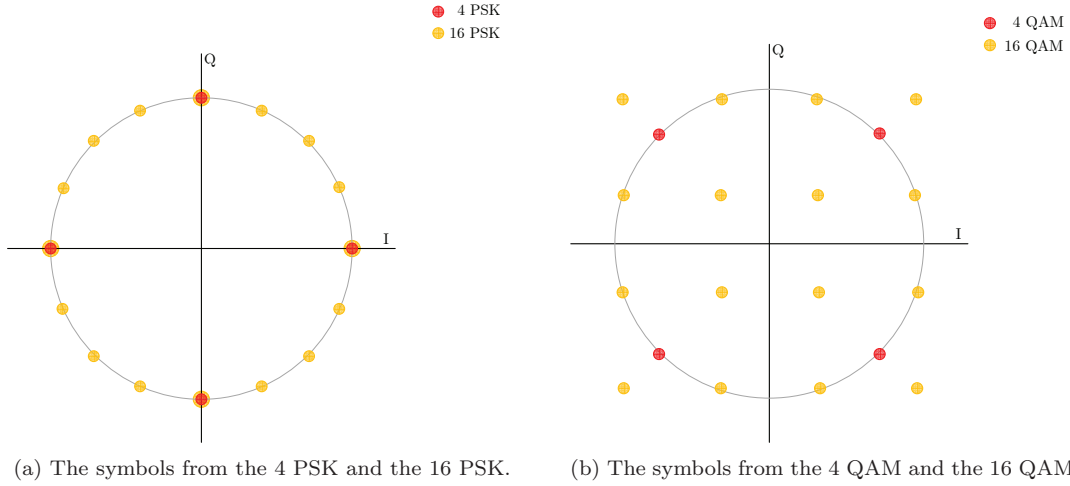 4 PSK
16 PSK
Q
I
(a) The symbols from the 4 PSK and the 16 PSK.
4 QAM
16 QAM
Q
I
(b) The symbols from the 4 QAM and the 16 QAM